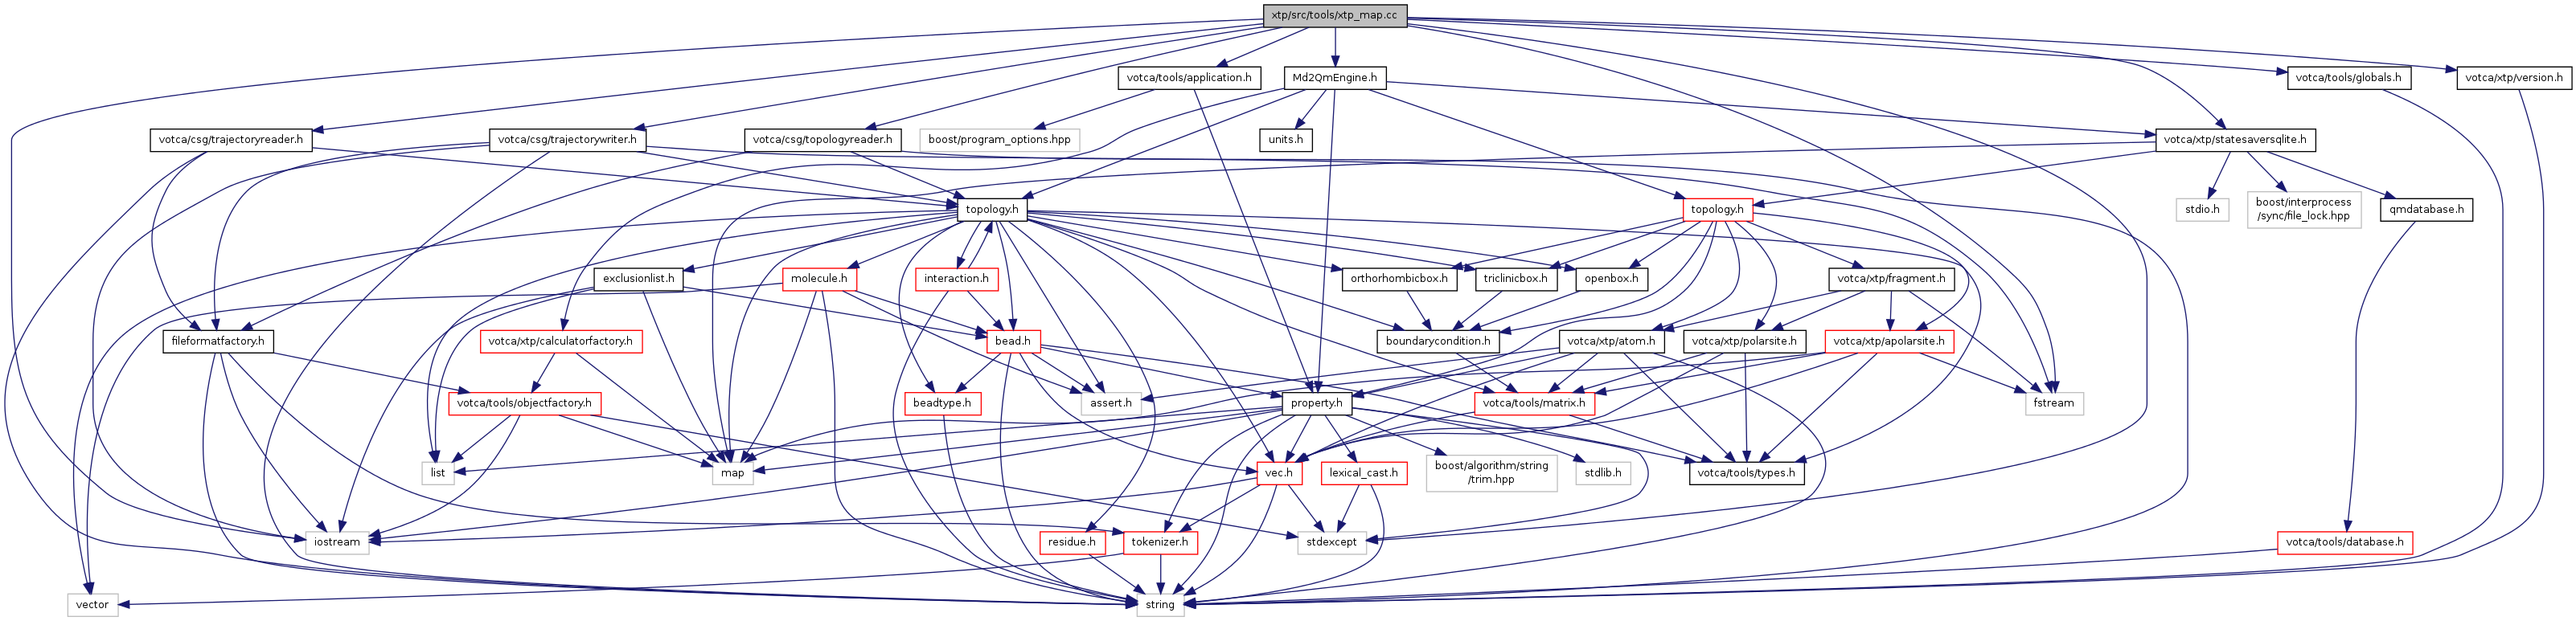 xtp/src/tools/xtp_map.cc
votca/tools/application.h
Md2QmEngine.h
votca/tools/globals.h
votca/xtp/version.h
votca/csg/trajectoryreader.h
votca/csg/trajectorywriter.h
votca/csg/topologyreader.h
boost/program_options.hpp
units.h
votca/xtp/statesaversqlite.h
topology.h
topology.h
stdio.h
boost/interprocess
/sync/file_lock.hpp
qmdatabase.h
exclusionlist.h
molecule.h
interaction.h
orthorhombicbox.h
triclinicbox.h
openbox.h
votca/xtp/fragment.h
fileformatfactory.h
votca/xtp/calculatorfactory.h
bead.h
boundarycondition.h
votca/xtp/atom.h
votca/xtp/polarsite.h
votca/xtp/apolarsite.h
votca/tools/objectfactory.h
beadtype.h
assert.h
property.h
votca/tools/matrix.h
fstream
list
map
vec.h
lexical_cast.h
boost/algorithm/string
/trim.hpp
stdlib.h
votca/tools/types.h
iostream
residue.h
tokenizer.h
stdexcept
votca/tools/database.h
vector
string